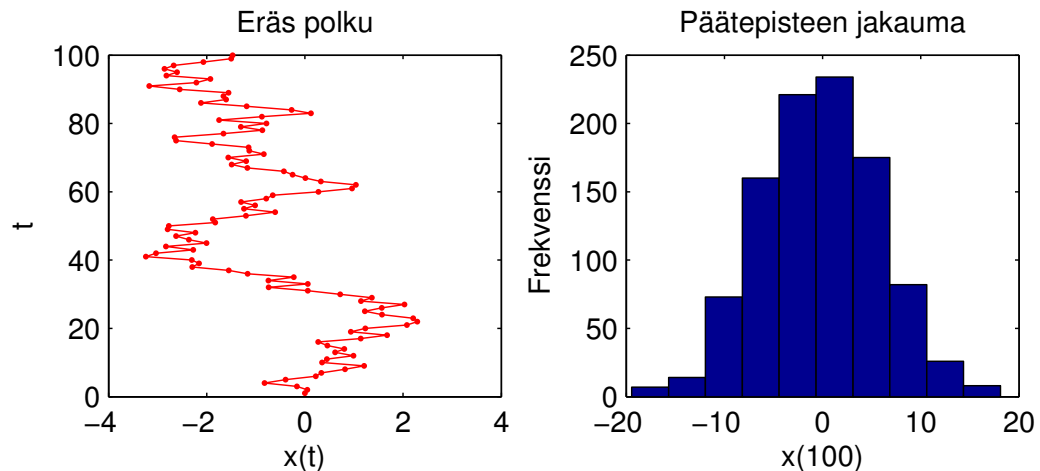 Eräs polku
100
80
60
40
20
0
t
−4 −2 0 2 4
x(t)
Päätepisteen jakauma
250
200
150
100
50
0
Frekvenssi
−20 −10 0 10 20
x(100)